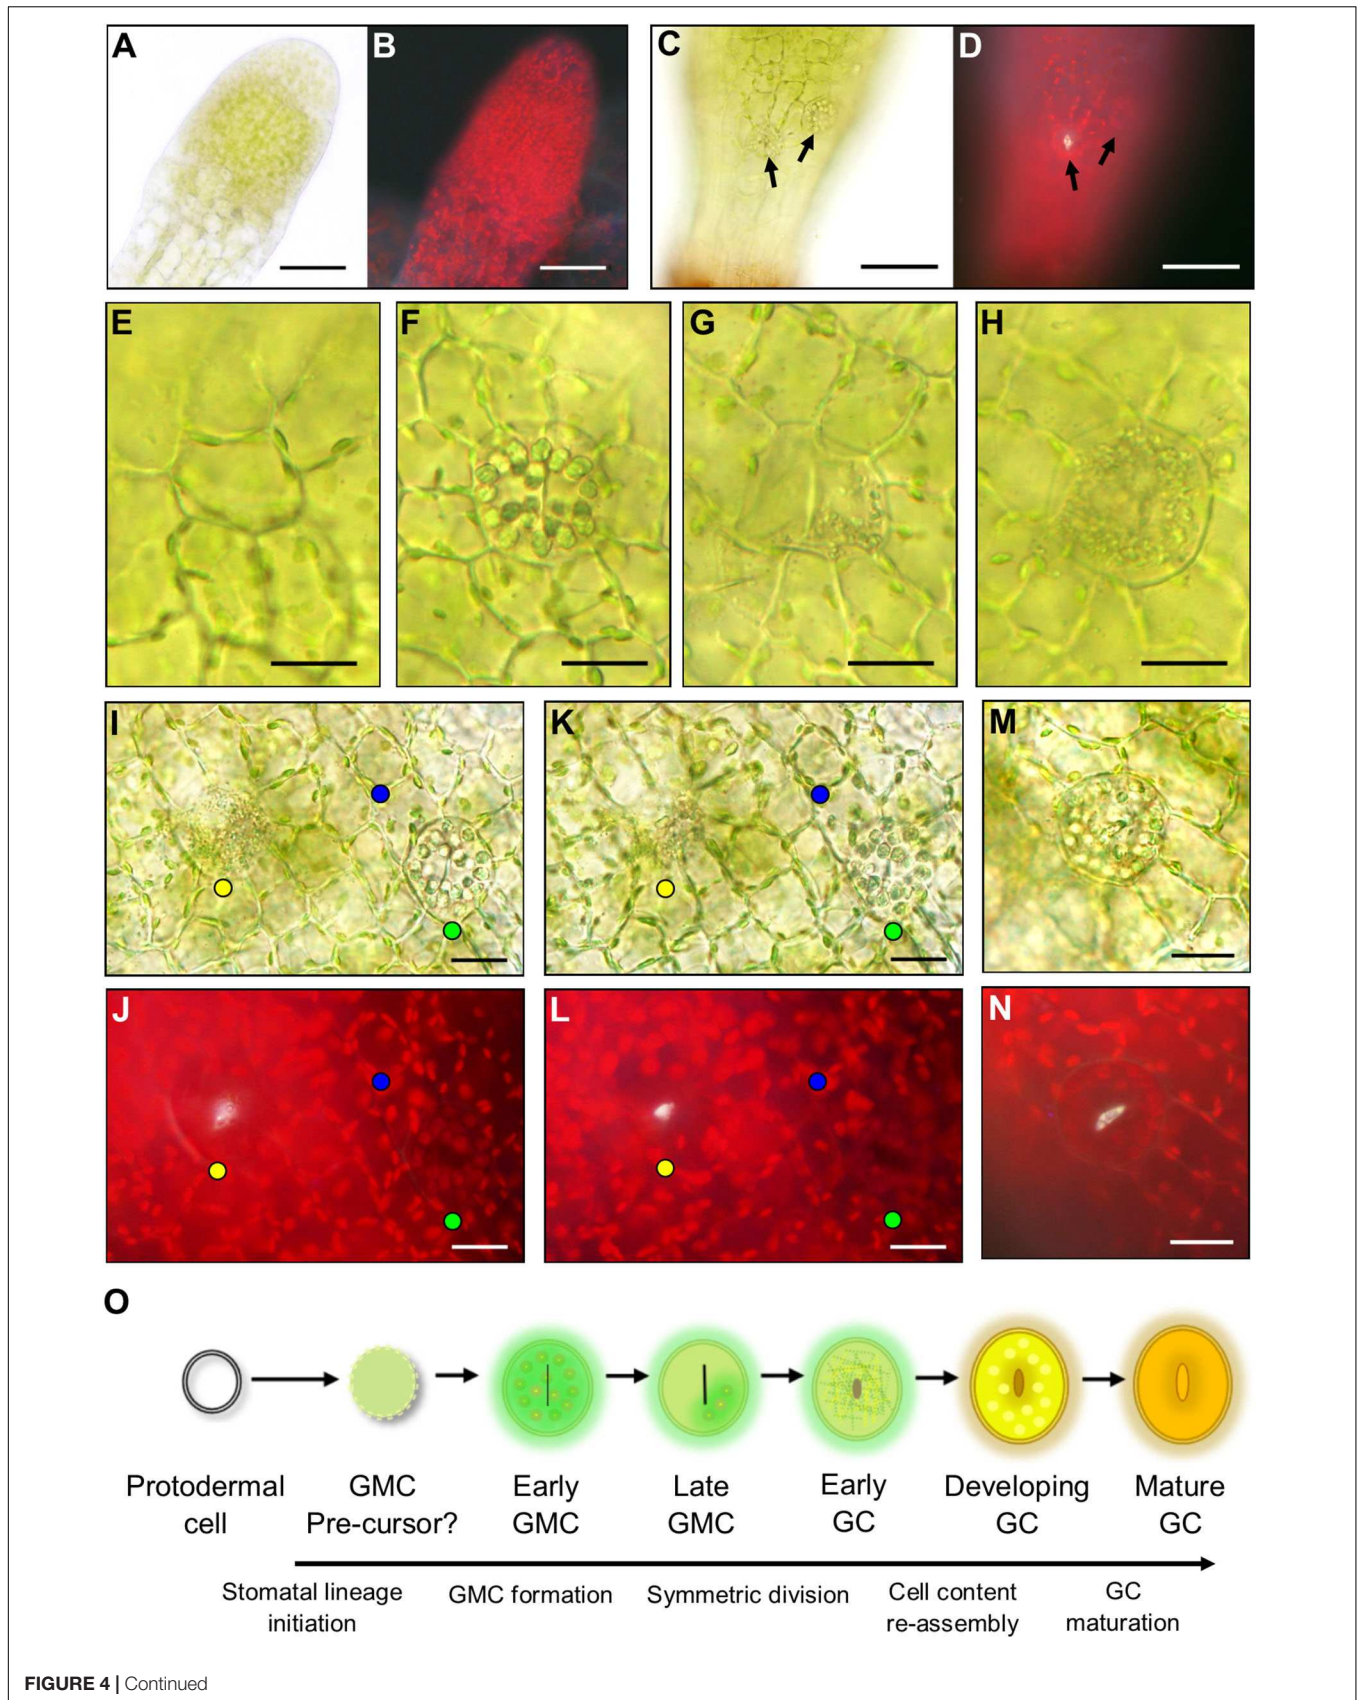 A
B
C
D
E
F
G
H
I
K
M
J
L
N
O
Protodermal
cell
GMC
Pre-cursor?
Early
GMC
Late
GMC
Early
GC
Developing
GC
Mature
GC
Stomatal lineage
initiation
GMC formation
Symmetric division
Cell content
re-assembly
GC
maturation
FIGURE 4 | Continued